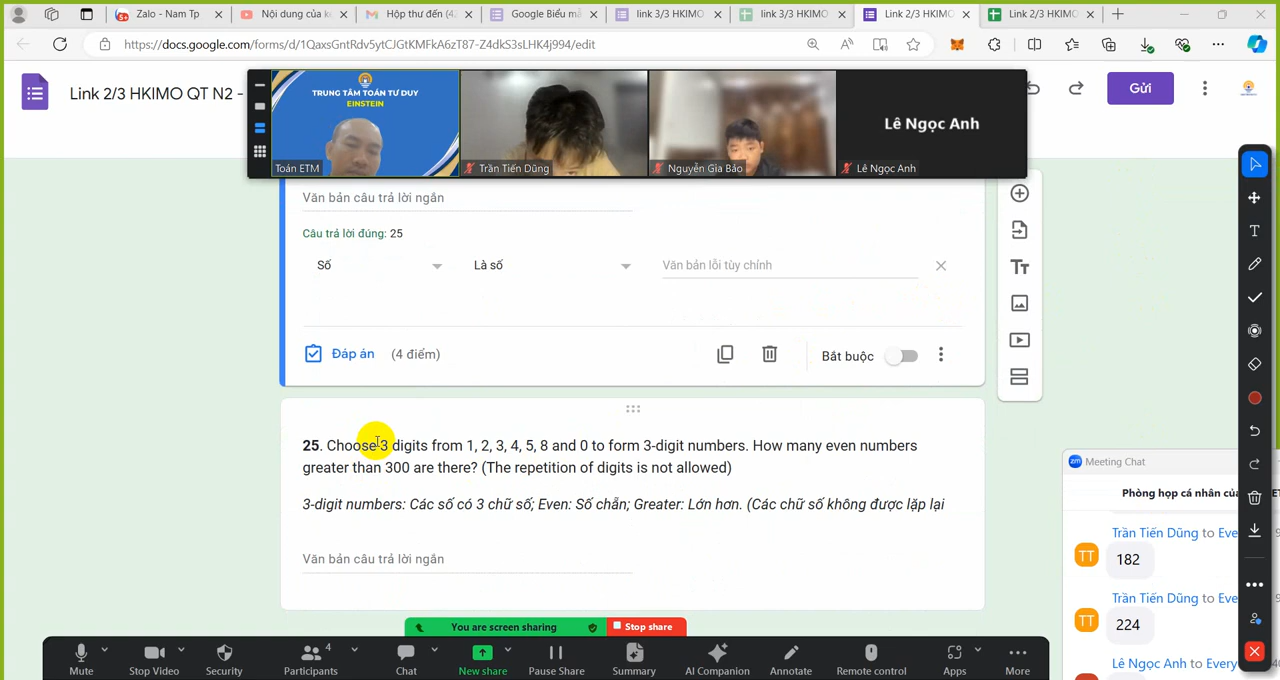 Zalo - Nam Tp
Nội dung của k
Hộp thư đến (4
Google Biểu m
link 3/3 HKIMO
link 3/3 HKIMO
Link 2/3 HKIMO
Link 2/3 HKIMO
https://docs.google.com/forms/d/1QaxsGntRdv5ytCJGtKMFkA6zT87-Z4dkS3sLHK4j994/edit
Link 2/3 HKIMO QT N2 -
Gửi
TRUNG TÂM TOÁN TƯ DUY
EINSTEIN
Toán ETM
Trần Tiến Dũng
Nguyễn Gia Bảo
Lê Ngọc Anh
Lê Ngọc Anh
Văn bản câu trả lời ngắn
Câu trả lời đúng: 25
Số
Là số
Văn bản lỗi tùy chỉnh
Đáp án
(4 điểm)
Bắt buộc
25. Choose 3 digits from 1, 2, 3, 4, 5, 8 and 0 to form 3-digit numbers. How many even numbers
greater than 300 are there? (The repetition of digits is not allowed)
3-digit numbers: Các số có 3 chữ số; Even: Số chẵn; Greater: Lớn hơn. (Các chữ số không được lặp lại
Văn bản câu trả lời ngắn
zm Meeting Chat
Phòng họp cá nhân của
Trần Tiến Dũng to Eve
TT
182
Trần Tiến Dũng to Eve
TT
224
Lê Ngọc Anh to Every
You are screen sharing
Stop share
Mute
Stop Video
Security
4
Participants
Chat
New share
Pause Share
Summary
AI Companion
Annotate
Remote control
Apps
More